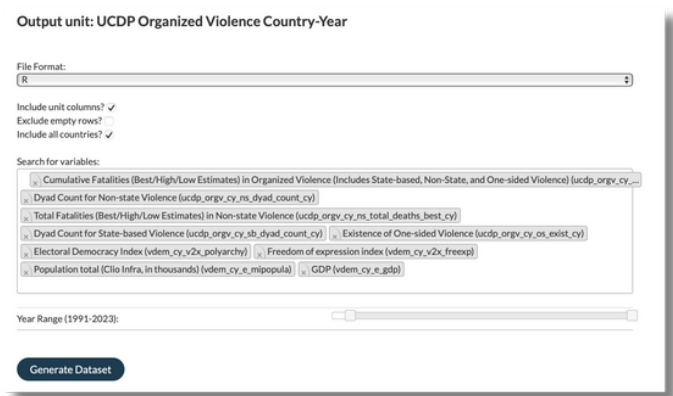 Output unit: UCDP Organized Violence Country-Year
File Format:
R
Include unit columns?
Exclude empty rows?
Include all countries?
Search for variables:
× Cumulative Fatalities (Best/High/Low Estimates) in Organized Violence (Includes State-based, Non-State, and One-sided Violence) (ucdp_orgv_cy_...
× Dyad Count for Non-state Violence (ucdp_orgv_cy_ns_dyad_count_cy)
× Total Fatalities (Best/High/Low Estimates) in Non-state Violence (ucdp_orgv_cy_ns_total_deaths_best_cy)
× Dyad Count for State-based Violence (ucdp_orgv_cy_sb_dyad_count_cy) × Existence of One-sided Violence (ucdp_orgv_cy_os_exist_cy)
× Electoral Democracy Index (vdem_cy_v2x_polyarchy) × Freedom of expression index (vdem_cy_v2x_freexp)
× Population total (Clio Infra, in thousands) (vdem_cy_e_mipopula) × GDP (vdem_cy_e_gdp)
Year Range (1991-2023):
Generate Dataset